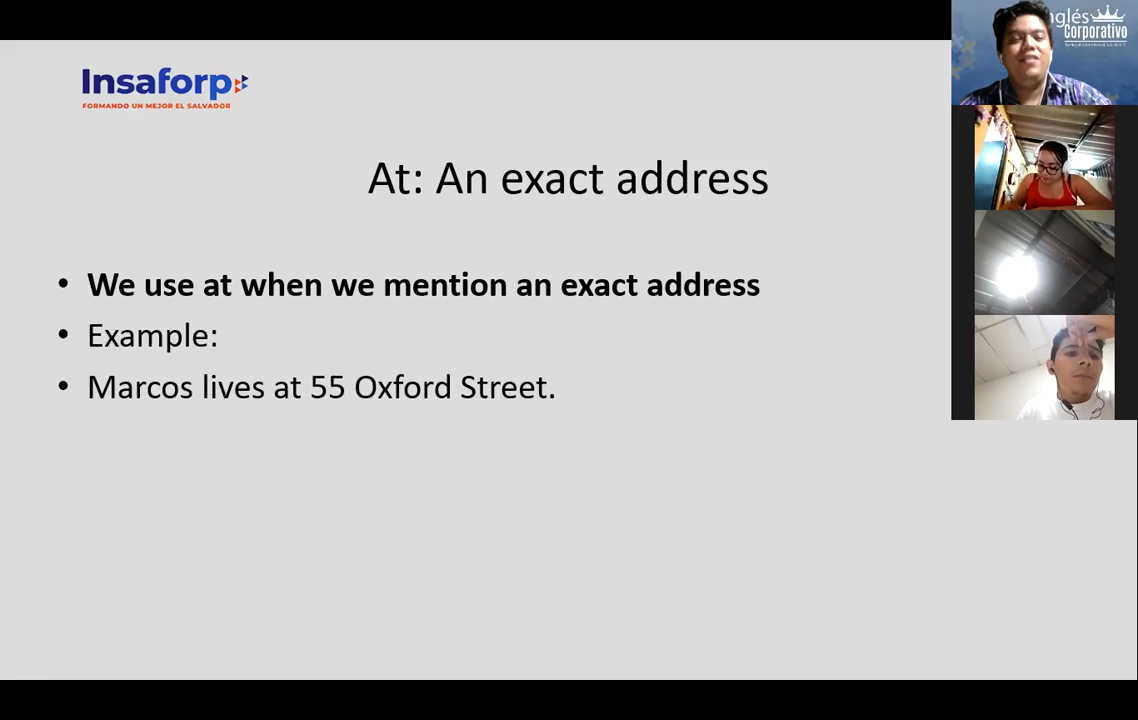 Insaforp
FORMANDO UN MEJOR EL SALVADOR
At: An exact address
• We use at when we mention an exact address
• Example:
• Marcos lives at 55 Oxford Street.
nglés
Corporativo